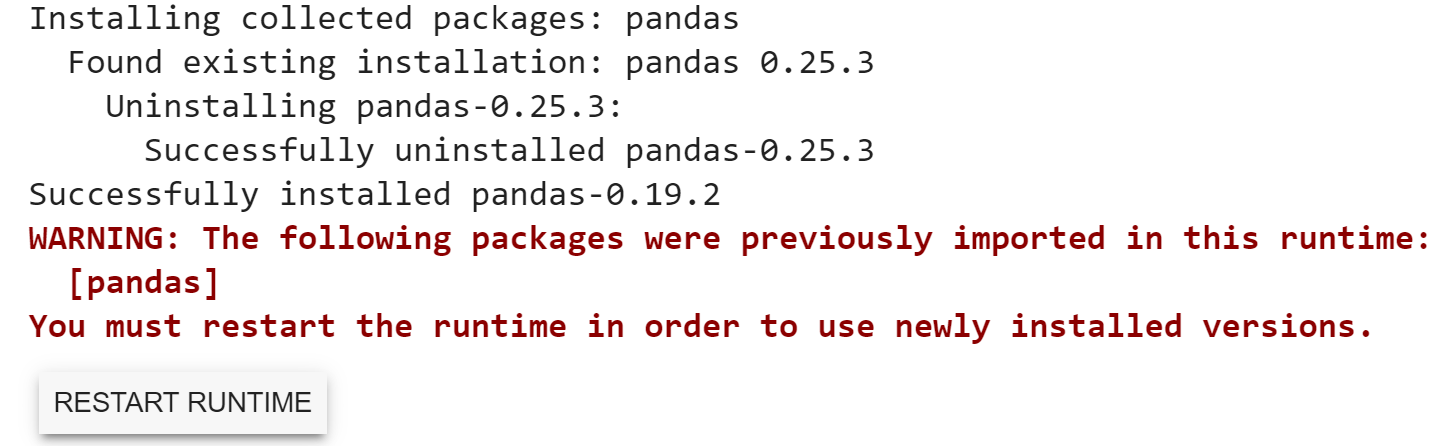 Installing collected packages: pandas
  Found existing installation: pandas 0.25.3
    Uninstalling pandas-0.25.3:
      Successfully uninstalled pandas-0.25.3
Successfully installed pandas-0.19.2
WARNING: The following packages were previously imported in this runtime:
  [pandas]
You must restart the runtime in order to use newly installed versions.
RESTART RUNTIME